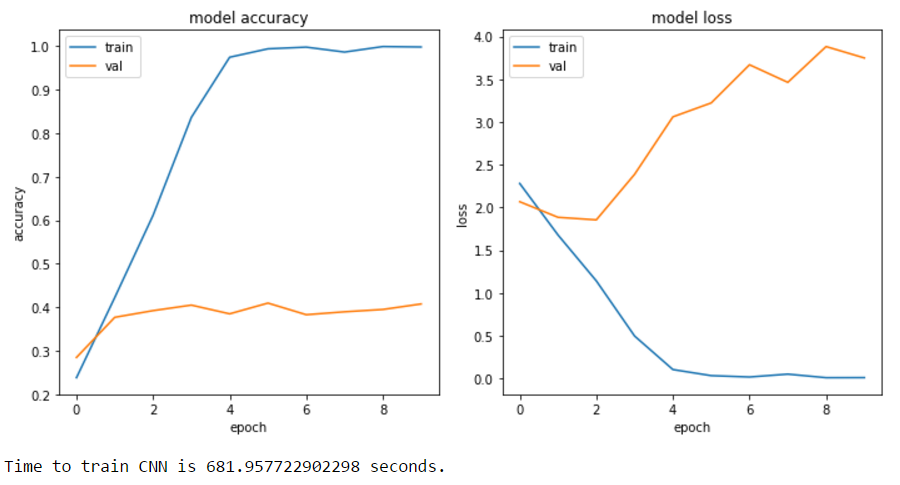 model accuracy
train
val
1.0
0.9
0.8
0.7
0.6
0.5
0.4
0.3
0.2
accuracy
0 2 4 6 8
epoch
model loss
train
val
4.0
3.5
3.0
2.5
2.0
1.5
1.0
0.5
0.0
loss
0 2 4 6 8
epoch
Time to train CNN is 681.957722902298 seconds.